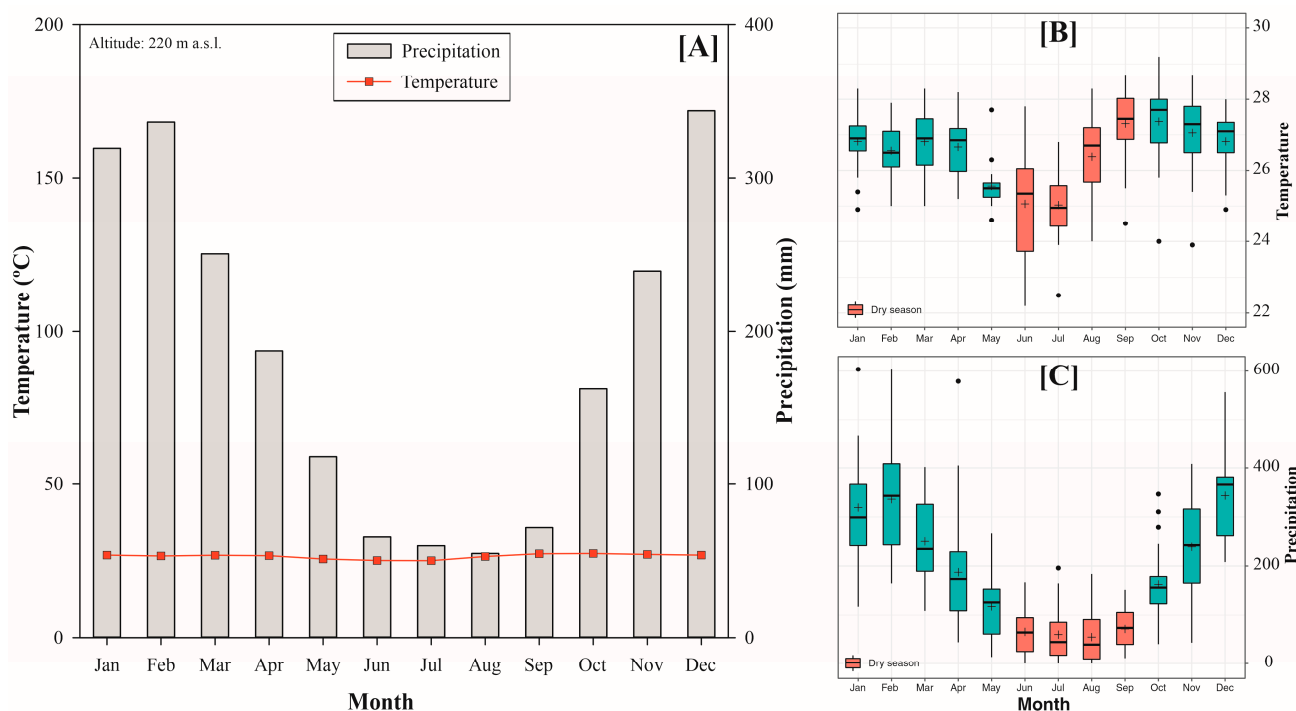 200
150
100
50
0
Temperature (ºC)
Altitude: 220 m a.s.l.
Precipitation
Temperature
[A]
400
300
200
100
0
Precipitation (mm)
Jan Feb Mar Apr May Jun Jul Aug Sep Oct Nov Dec
Month
[B]
30
28
26
24
22
Temperature
Dry season
Jan Feb Mar Apr May Jun Jul Aug Sep Oct Nov Dec
[C]
600
400
200
0
Precipitation
Dry season
Jan Feb Mar Apr May Jun Jul Aug Sep Oct Nov Dec
Month